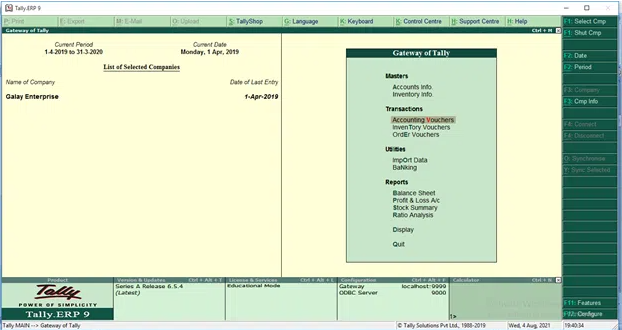 Tally.ERP 9
P: Print E: Export M: E-Mail O: Upload S: TallyShop G: Language K: Keyboard K: Control Centre H: Support Centre H: Help
F1: Select Cmp
F1: Shut Cmp
F2: Date
F2: Period
F3: Company
F3: Cmp Info
F4: Connect
F4: Disconnect
Q: Synchronise
Y: Sync Selected
F11: Features
F12: Configure
Gateway of Tally Ctrl + M
Current Period Current Date
1-4-2019 to 31-3-2020 Monday, 1 Apr, 2019
List of Selected Companies
Name of Company Date of Last Entry
Galay Enterprise 1-Apr-2019
Gateway of Tally
Masters
Accounts Info.
Inventory Info.
Transactions
Accounting Vouchers
InvenTory Vouchers
OrdEr Vouchers
Utilities
ImpOrt Data
BaNking
Reports
Balance Sheet
Profit & Loss A/c
Stock Summary
Ratio Analysis
Display
Quit
Product
Tally
POWER OF SIMPLICITY
Tally.ERP 9
Version & Updates Ctrl + Alt + T
Series A Release 6.5.4
(Latest)
License & Services Ctrl + Alt + L
Educational Mode
Configuration Ctrl + Alt + F
Gateway localhost:9999
ODBC Server 9000
Calculator Ctrl + N
1>
Tally MAIN --> Gateway of Tally © Tally Solutions Pvt Ltd., 1988-2019 Wed, 4 Aug, 2021 19:40:34